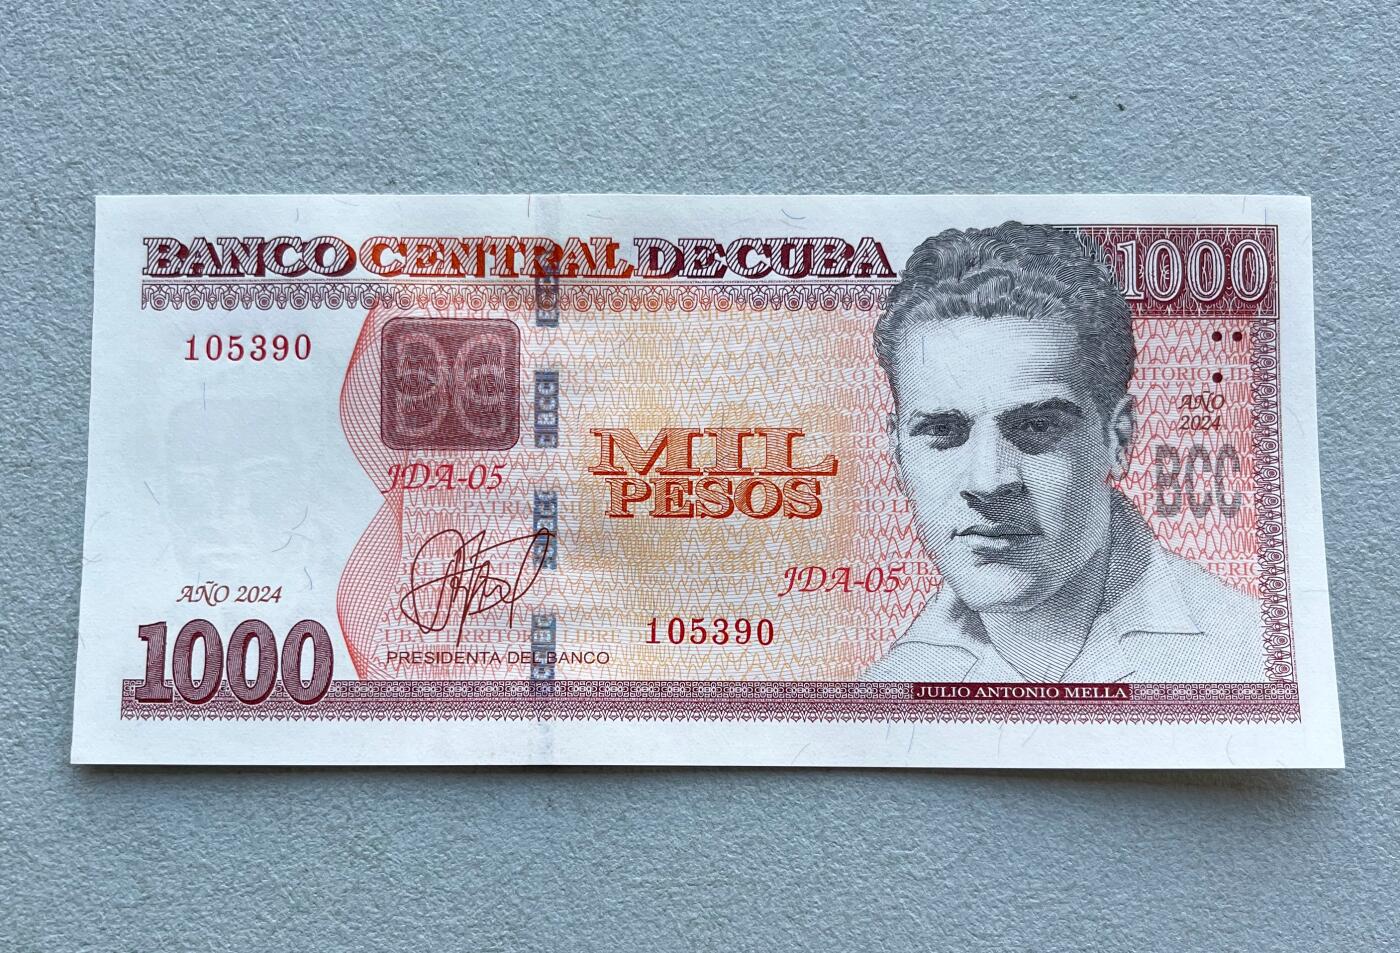 BANCO CENTRAL DE CUBA
1000
105390
AÑO
2024
BCC
JDA-05
MIL
PESOS
JDA-05
AÑO 2024
1000
105390
PRESIDENTA DEL BANCO
JULIO ANTONIO MELLA